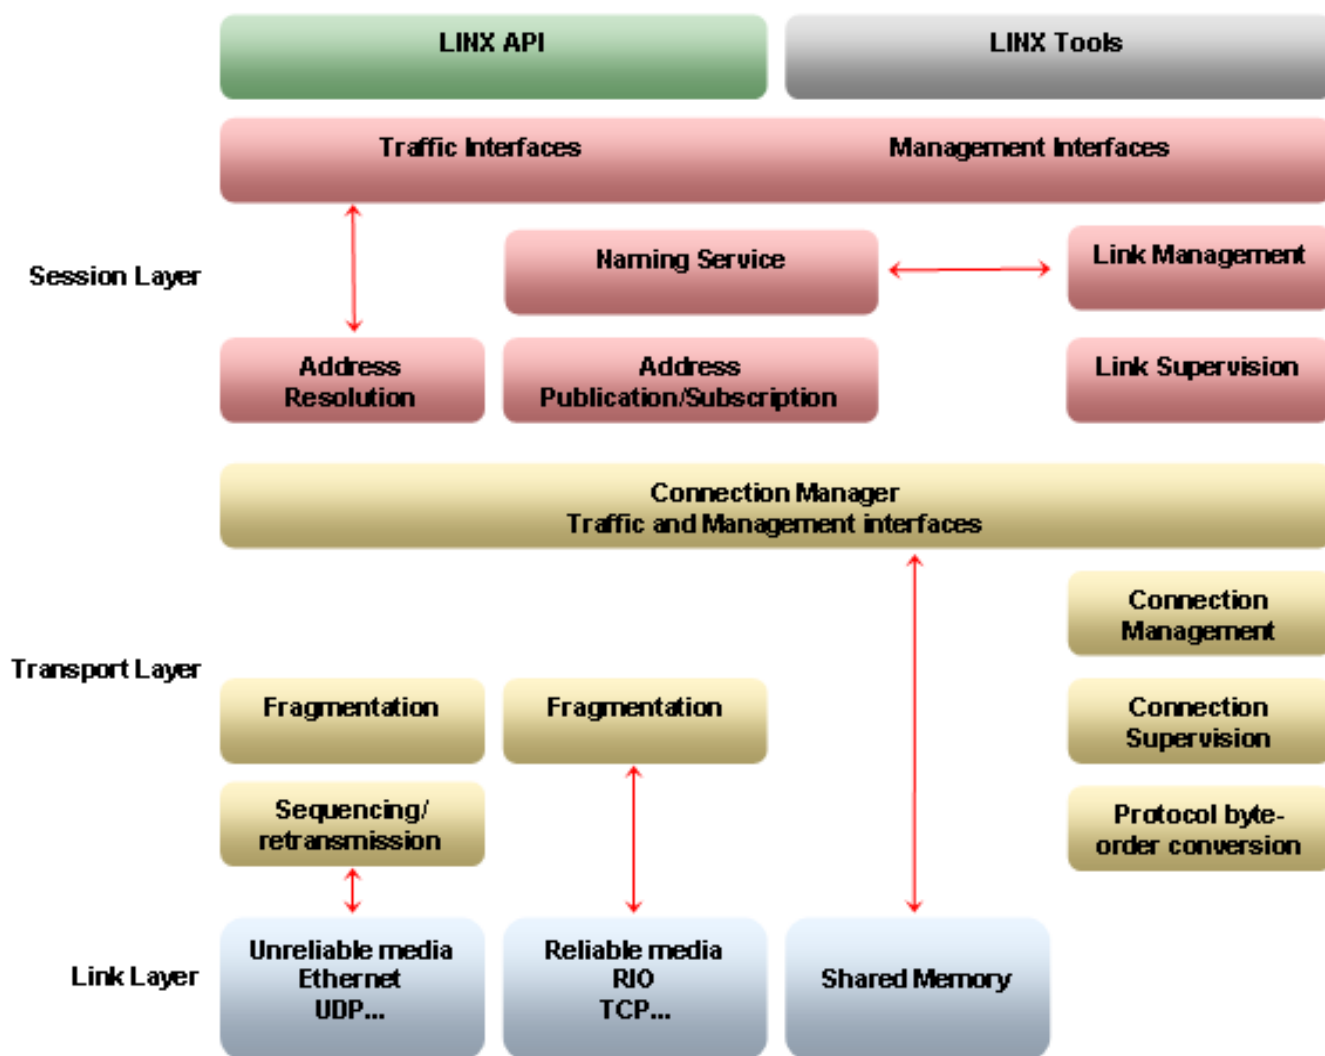 LINX API
LINX Tools
Traffic Interfaces
Management Interfaces
Session Layer
Naming Service
Link Management
Address
Resolution
Address
Publication/Subscription
Link Supervision
Connection Manager
Traffic and Management interfaces
Transport Layer
Connection
Management
Fragmentation
Fragmentation
Connection
Supervision
Sequencing/
retransmission
Protocol byte-
order conversion
Link Layer
Unreliable media
Ethernet
UDP...
Reliable media
RIO
TCP...
Shared Memory